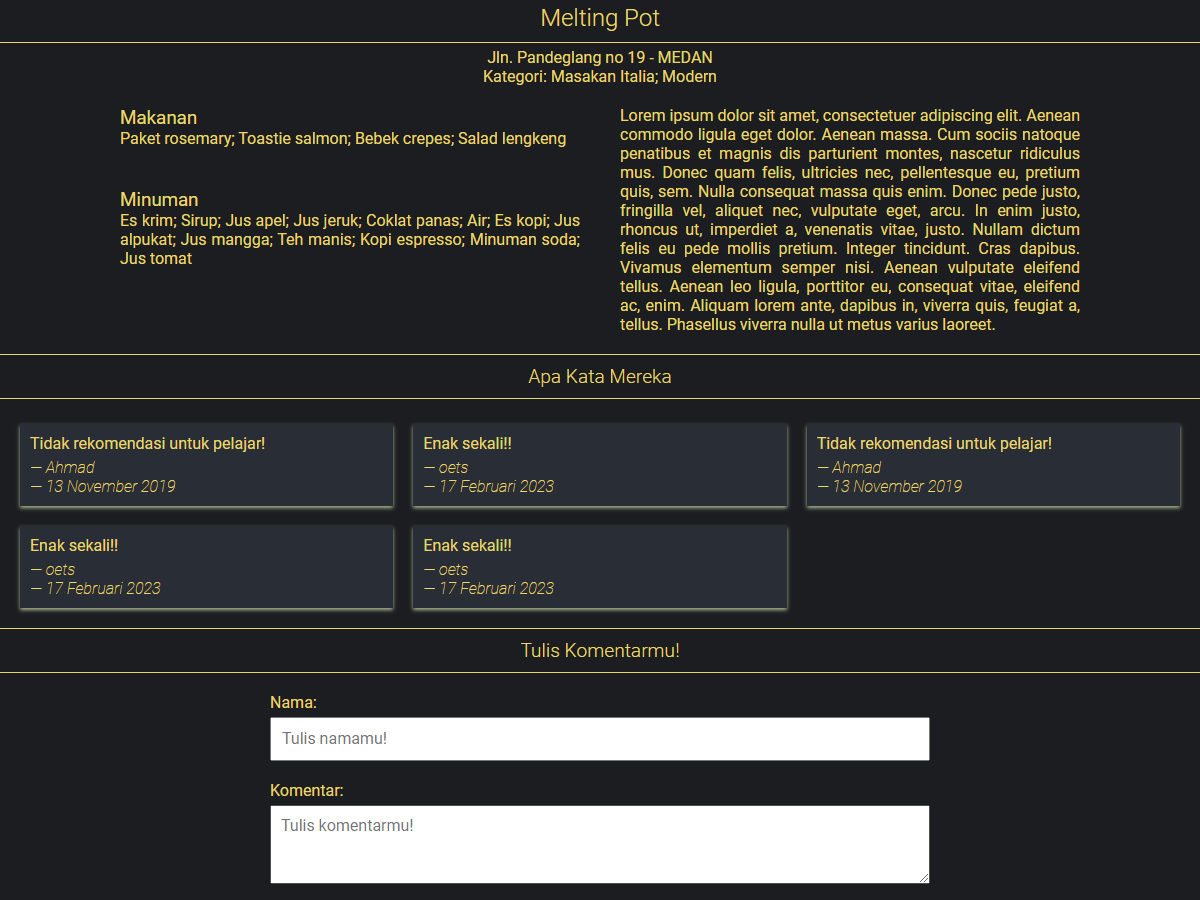 Melting Pot
Jln. Pandeglang no 19 - MEDAN
Kategori: Masakan Italia; Modern
Makanan
Paket rosemary; Toastie salmon; Bebek crepes; Salad lengkeng
Minuman
Es krim; Sirup; Jus apel; Jus jeruk; Coklat panas; Air; Es kopi; Jus
alpukat; Jus mangga; Teh manis; Kopi espresso; Minuman soda;
Jus tomat
Lorem ipsum dolor sit amet, consectetuer adipiscing elit. Aenean
commodo ligula eget dolor. Aenean massa. Cum sociis natoque
penatibus et magnis dis parturient montes, nascetur ridiculus
mus. Donec quam felis, ultricies nec, pellentesque eu, pretium
quis, sem. Nulla consequat massa quis enim. Donec pede justo,
fringilla vel, aliquet nec, vulputate eget, arcu. In enim justo,
rhoncus ut, imperdiet a, venenatis vitae, justo. Nullam dictum
felis eu pede mollis pretium. Integer tincidunt. Cras dapibus.
Vivamus elementum semper nisi. Aenean vulputate eleifend
tellus. Aenean leo ligula, porttitor eu, consequat vitae, eleifend
ac, enim. Aliquam lorem ante, dapibus in, viverra quis, feugiat a,
tellus. Phasellus viverra nulla ut metus varius laoreet.
Apa Kata Mereka
Tidak rekomendasi untuk pelajar!
— Ahmad
— 13 November 2019
Enak sekali!!
— oets
— 17 Februari 2023
Tidak rekomendasi untuk pelajar!
— Ahmad
— 13 November 2019
Enak sekali!!
— oets
— 17 Februari 2023
Enak sekali!!
— oets
— 17 Februari 2023
Tulis Komentarmu!
Nama:
Tulis namamu!
Komentar:
Tulis komentarmu!